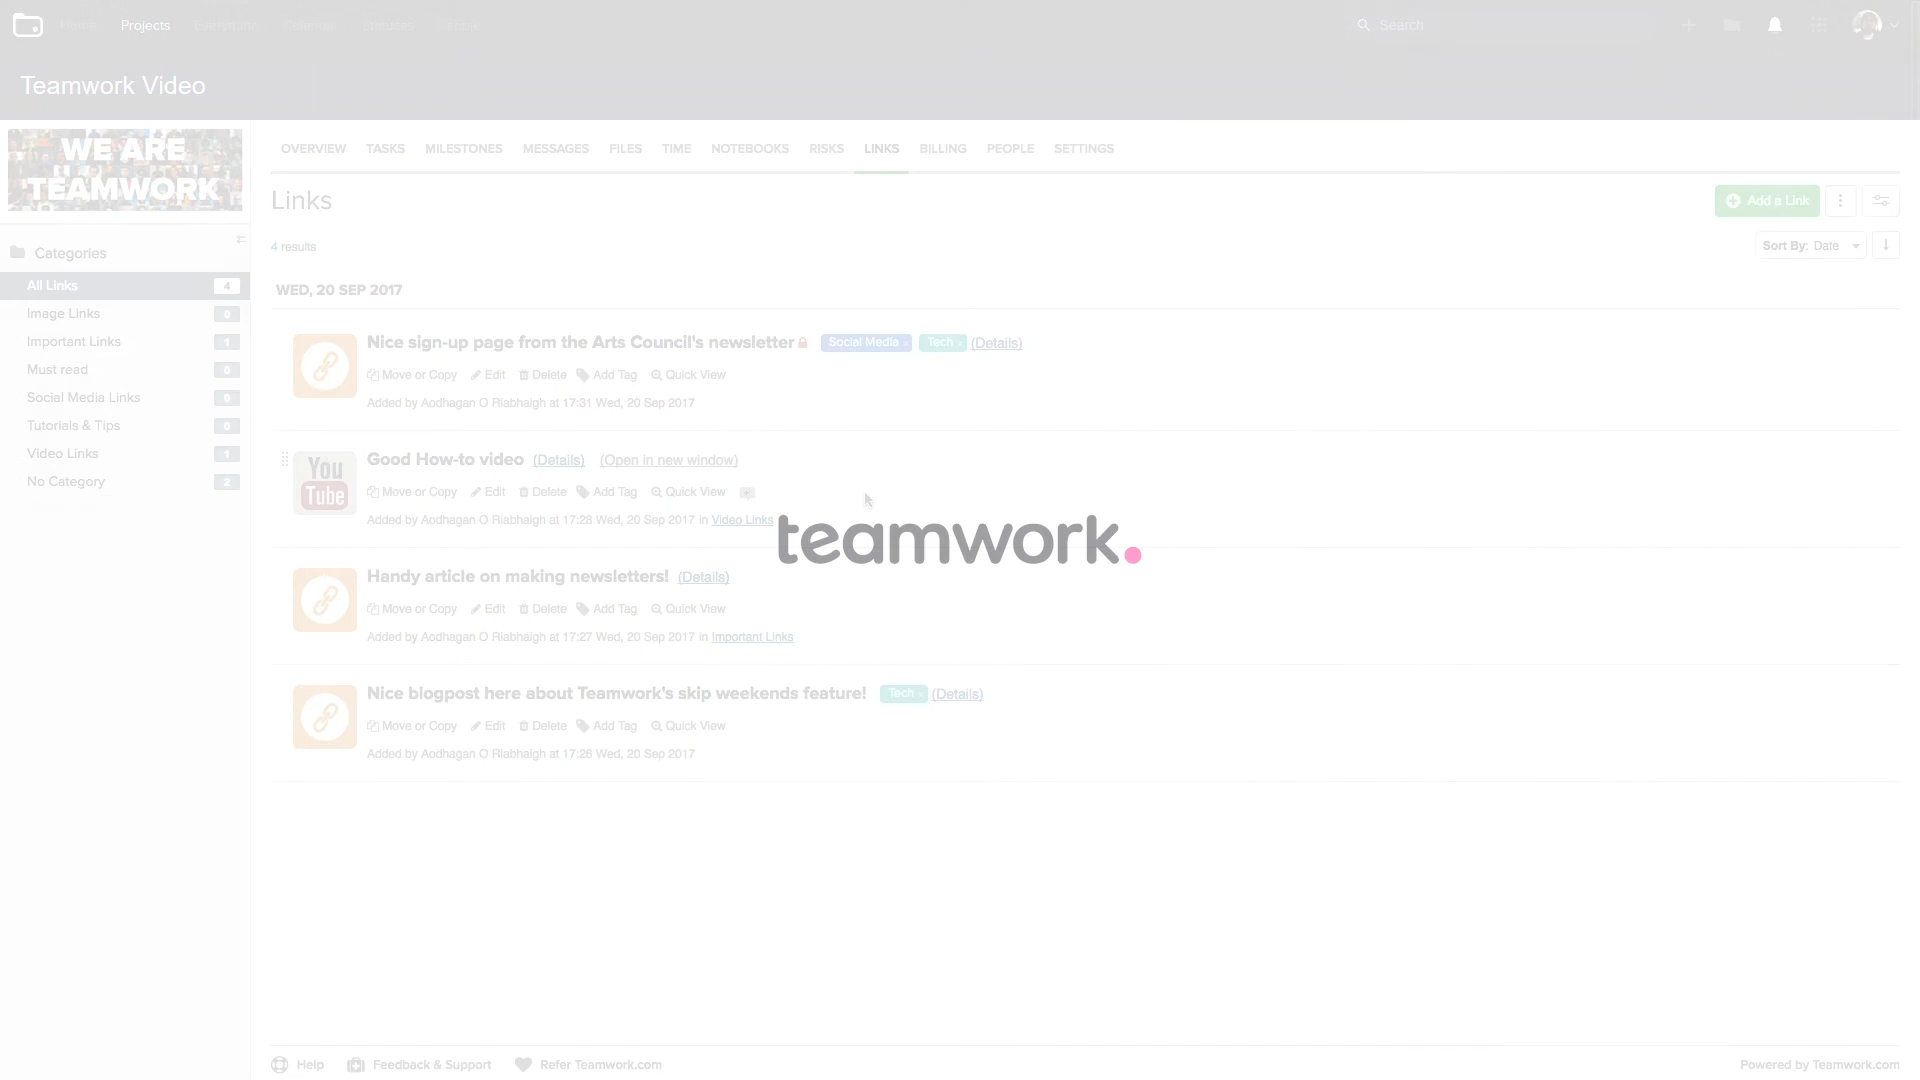 Projects
Search
Teamwork Video
WE ARE
TEAMWORK
OVERVIEW TASKS MILESTONES MESSAGES FILES TIME NOTEBOOKS RISKS LINKS BILLING PEOPLE SETTINGS
Links
Add a Link
4 results
Sort By: Date
Categories
All Links 4
Image Links 0
Important Links 1
Must read 0
Social Media Links 0
Tutorials & Tips 0
Video Links 1
No Category 2
WED, 20 SEP 2017
Nice sign-up page from the Arts Council's newsletter Social Media Tech (Details)
Move or Copy Edit Delete Add Tag Quick View
Added by Aodhagan O Riabhaigh at 17:31 Wed, 20 Sep 2017
You
Tube
Good How-to video (Details) (Open in new window)
Move or Copy Edit Delete Add Tag Quick View
Added by Aodhagan O Riabhaigh at 17:28 Wed, 20 Sep 2017 in Video Links
teamwork.
Handy article on making newsletters! (Details)
Move or Copy Edit Delete Add Tag Quick View
Added by Aodhagan O Riabhaigh at 17:27 Wed, 20 Sep 2017 in Important Links
Nice blogpost here about Teamwork's skip weekends feature! Tech (Details)
Move or Copy Edit Delete Add Tag Quick View
Added by Aodhagan O Riabhaigh at 17:26 Wed, 20 Sep 2017
Help Feedback & Support Refer Teamwork.com
Powered by Teamwork.com